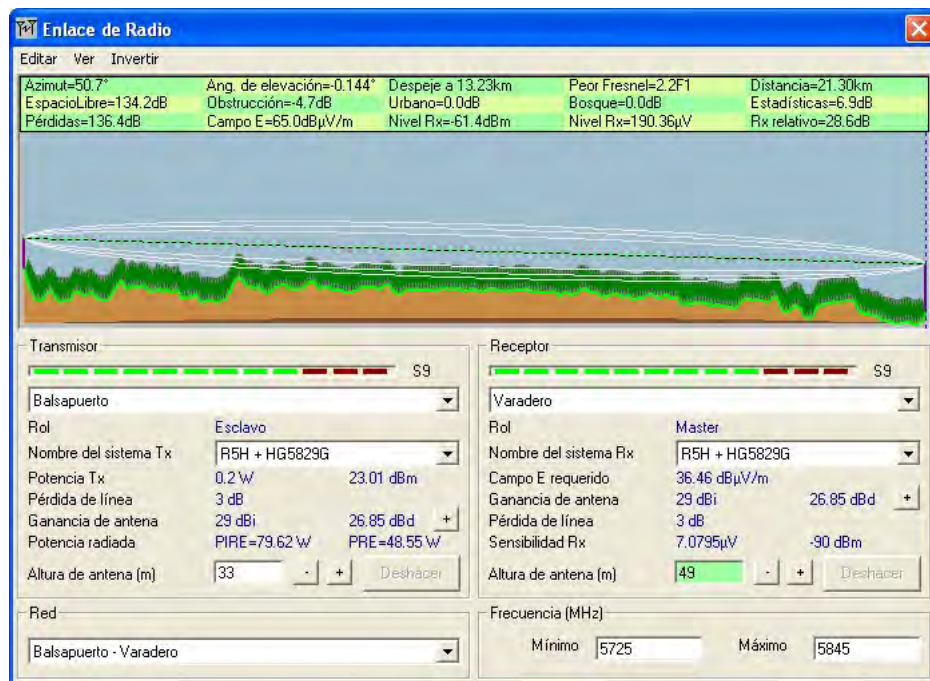 Enlace de Radio
Editar Ver Invertir
Azimut=50.7° Ang. de elevación=-0.144° Despeje a 13.23km Peor Fresnel=2.2F1 Distancia=21.30km
EspacioLibre=134.2dB Obstrucción=-4.7dB Urbano=0.0dB Bosque=0.0dB Estadísticas=6.9dB
Pérdidas=136.4dB Campo E=65.0dBµV/m Nivel Rx=-61.4dBm Nivel Rx=190.36µV Rx relativo=28.6dB
Transmisor
S9
Balsapuerto
Rol Esclavo
Nombre del sistema Tx R5H + HG5829G
Potencia Tx 0.2 W 23.01 dBm
Pérdida de línea 3 dB
Ganancia de antena 29 dBi 26.85 dBd +
Potencia radiada PIRE=79.62 W PRE=48.55 W
Altura de antena (m) 33 - + Deshacer
Receptor
S9
Varadero
Rol Master
Nombre del sistema Rx R5H + HG5829G
Campo E requerido 36.46 dBµV/m
Ganancia de antena 29 dBi 26.85 dBd +
Pérdida de línea 3 dB
Sensibilidad Rx 7.0795µV -90 dBm
Altura de antena (m) 49 - + Deshacer
Red
Balsapuerto - Varadero
Frecuencia (MHz)
Mínimo 5725 Máximo 5845